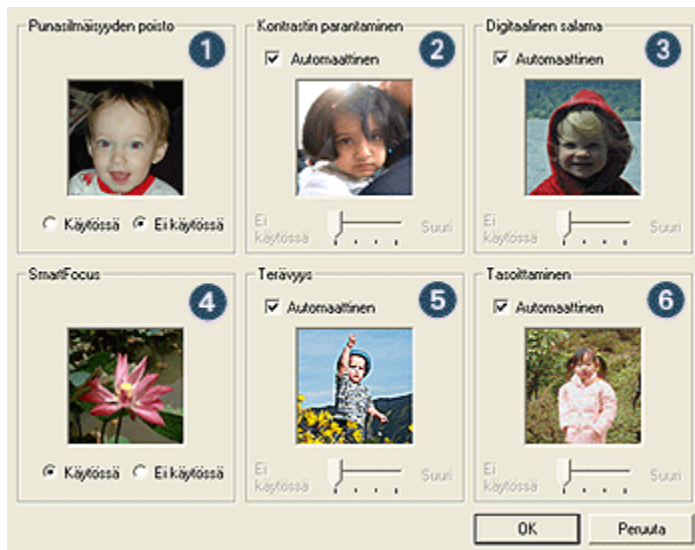 Punasilmäisyyden poisto
1
Käytössä
Ei käytössä
Kontrastin parantaminen
2
Automaattinen
Ei käytössä
Suuri
Digitaalinen salama
3
Automaattinen
Ei käytössä
Suuri
SmartFocus
4
Käytössä
Ei käytössä
Terävyys
5
Automaattinen
Ei käytössä
Suuri
Tasoittaminen
6
Automaattinen
Ei käytössä
Suuri
OK
Peruuta